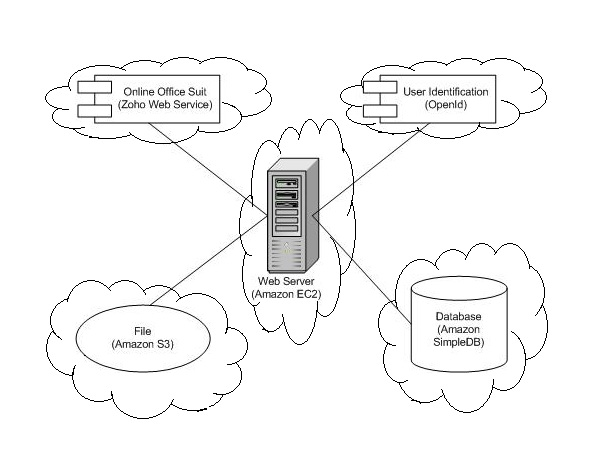 Online Office Suit
(Zoho Web Service)
User Identification
(OpenId)
Web Server
(Amazon EC2)
File
(Amazon S3)
Database
(Amazon
SimpleDB)